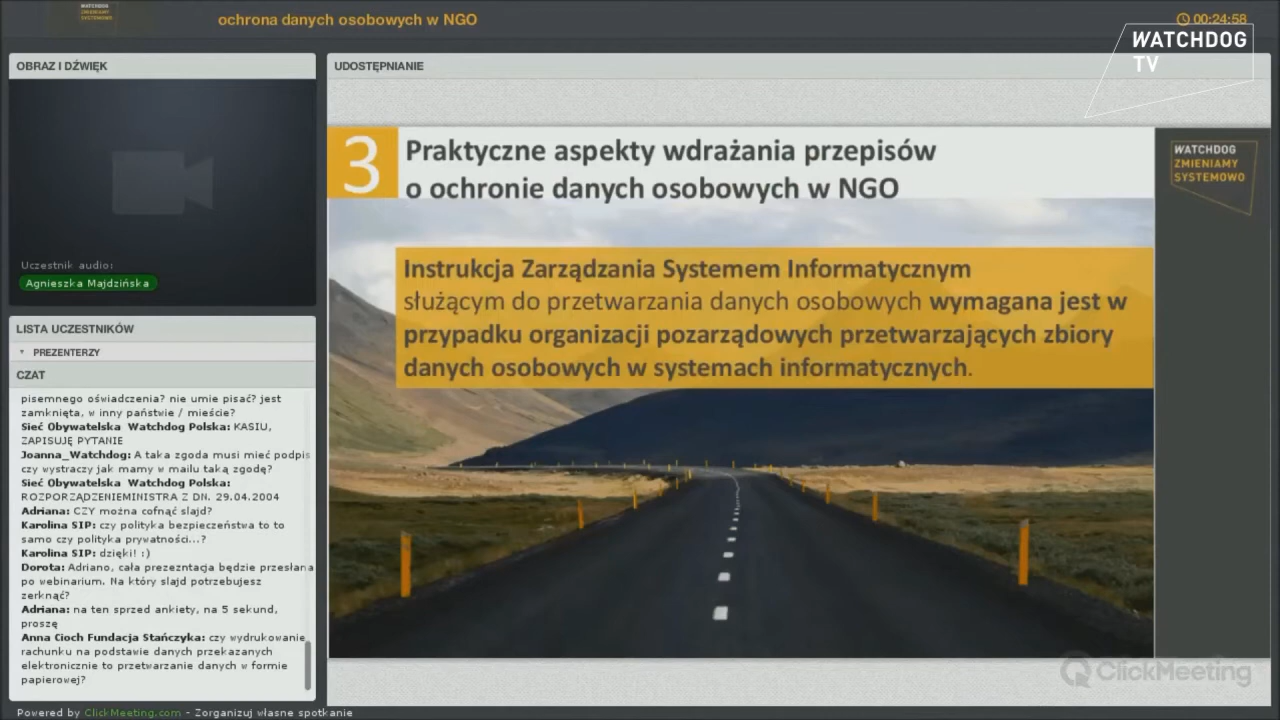 WATCHDOG
ZMIENIAMY
SYSTEMOWO
ochrona danych osobowych w NGO
00:24:58
WATCHDOG
TV
OBRAZ I DŹWIĘK
Uczestnik audio:
Agnieszka Majdzińska
LISTA UCZESTNIKÓW
PREZENTERZY
CZAT
pisemnego oświadczenia? nie umie pisać? jest
zamknięta, w inny państwie / mieście?
Sieć Obywatelska Watchdog Polska: KASIU,
ZAPISUJĘ PYTANIE
Joanna_Watchdog: A taka zgoda musi mieć podpis
czy wystraczy jak mamy w mailu taką zgodę?
Sieć Obywatelska Watchdog Polska:
ROZPORZĄDZENIEMINISTRA Z DN. 29.04.2004
Adriana: CZY można cofnąć slajd?
Karolina SIP: czy polityka bezpieczeństwa to to
samo czy polityka prywatności...?
Karolina SIP: dzięki! :)
Dorota: Adriano, cała prezezntacja będzie przesłana
po webinarium. Na który slajd potrzebujesz
zerknąć?
Adriana: na ten sprzed ankiety, na 5 sekund,
proszę
Anna Cioch Fundacja Stańczyka: czy wydrukowanie
rachunku na podstawie danych przekazanych
elektronicznie to przetwarzanie danych w formie
papierowej?
UDOSTĘPNIANIE
3
Praktyczne aspekty wdrażania przepisów
o ochronie danych osobowych w NGO
WATCHDOG
ZMIENIAMY
SYSTEMOWO
Instrukcja Zarządzania Systemem Informatycznym
służącym do przetwarzania danych osobowych wymagana jest w
przypadku organizacji pozarządowych przetwarzających zbiory
danych osobowych w systemach informatycznych.
ClickMeeting
Powered by ClickMeeting.com - Zorganizuj własne spotkanie